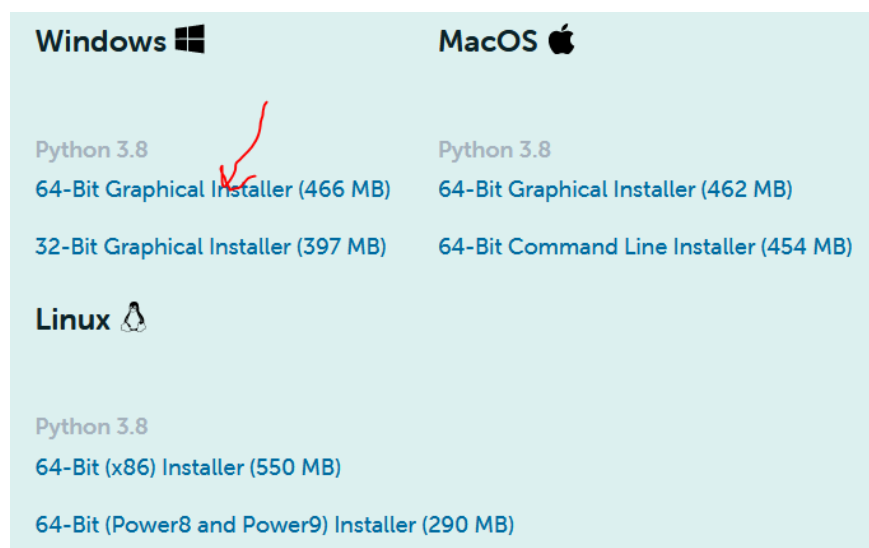 Windows
Python 3.8
64-Bit Graphical Installer (466 MB)
32-Bit Graphical Installer (397 MB)
MacOS
Python 3.8
64-Bit Graphical Installer (462 MB)
64-Bit Command Line Installer (454 MB)
Linux
Python 3.8
64-Bit (x86) Installer (550 MB)
64-Bit (Power8 and Power9) Installer (290 MB)